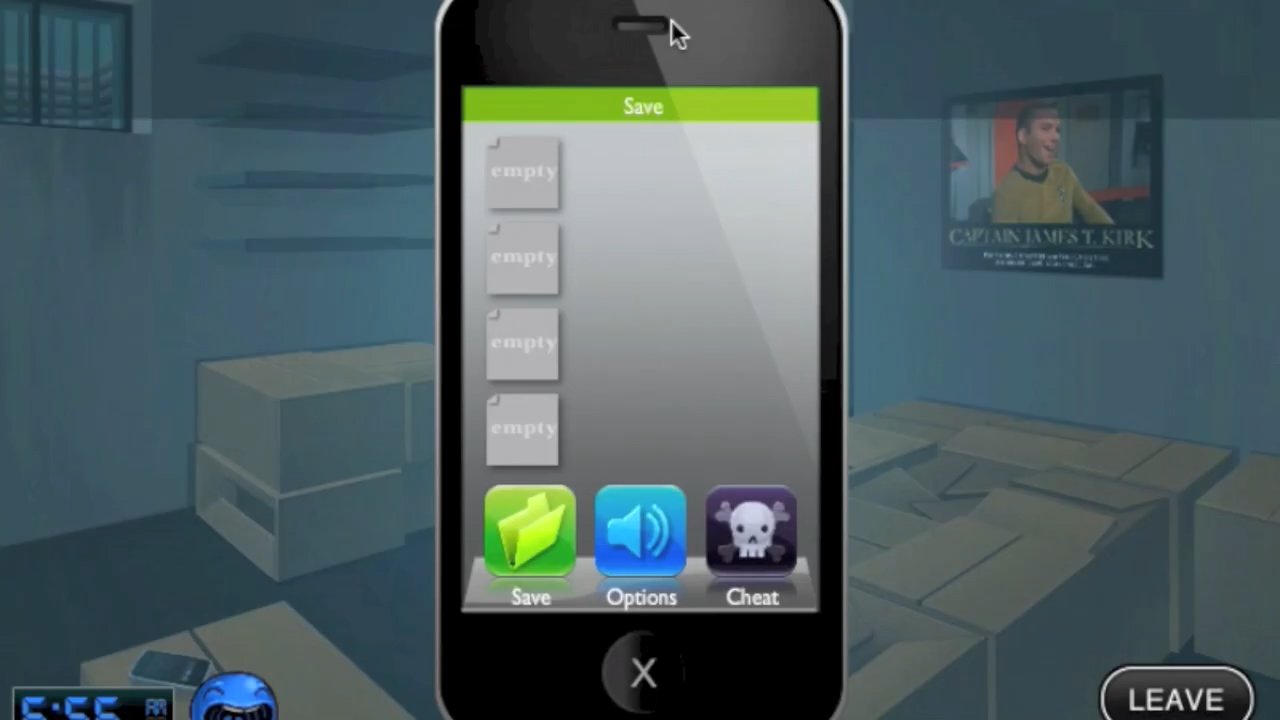 Save
empty
empty
empty
empty
CAPTAIN JAMES T. KIRK
Save
Options
Cheat
X
5:55
LEAVE